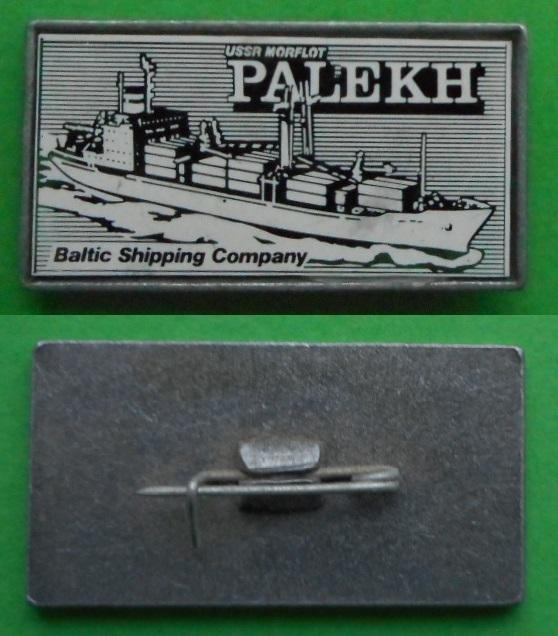 USSR MORFLOT
PALEKH
Baltic Shipping Company